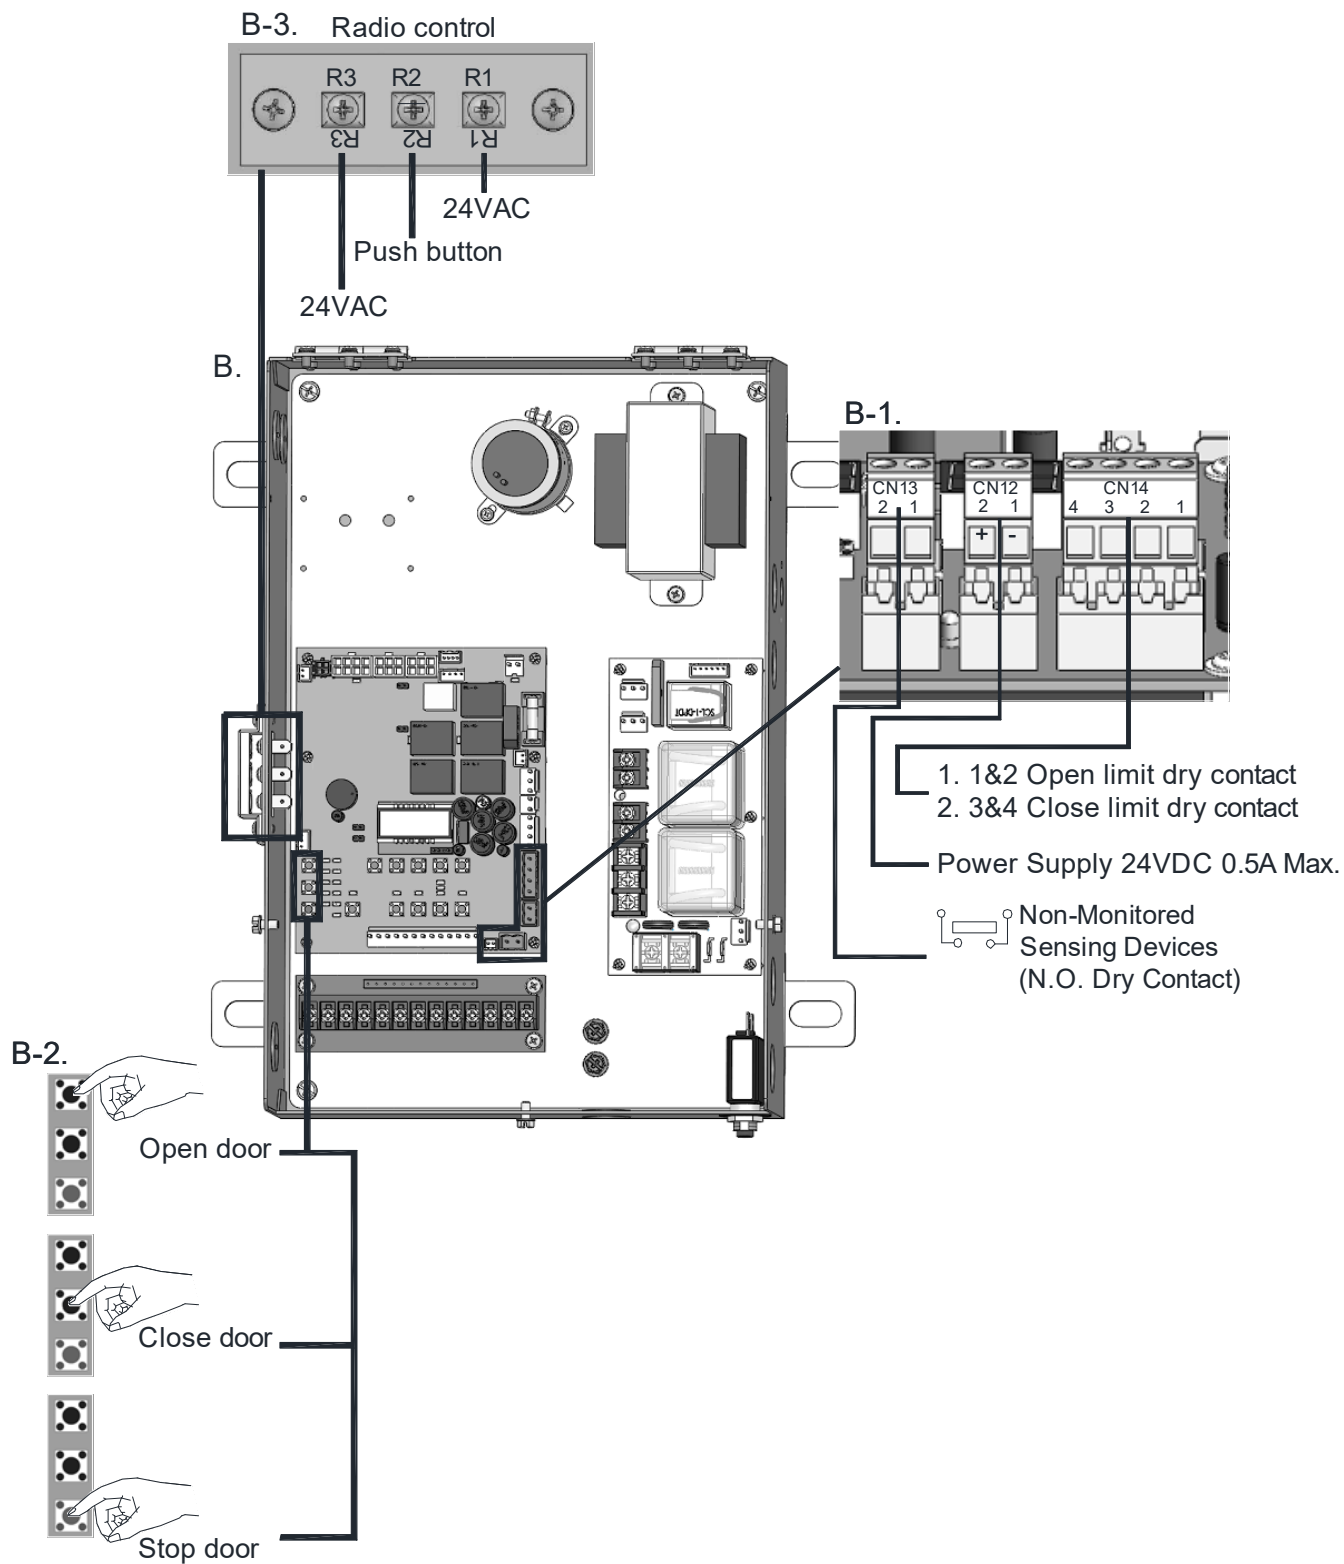 B-3. Radio control
R3 R2 R1
R3 R2 R1
24VAC
Push button
24VAC
B.
B-1.
CN13 CN12 CN14
2 1 2 1 4 3 2 1
+ -
SCL-1-DPDT
1. 1&2 Open limit dry contact
2. 3&4 Close limit dry contact
Power Supply 24VDC 0.5A Max.
Non-Monitored
Sensing Devices
(N.O. Dry Contact)
B-2.
Open door
Close door
Stop door